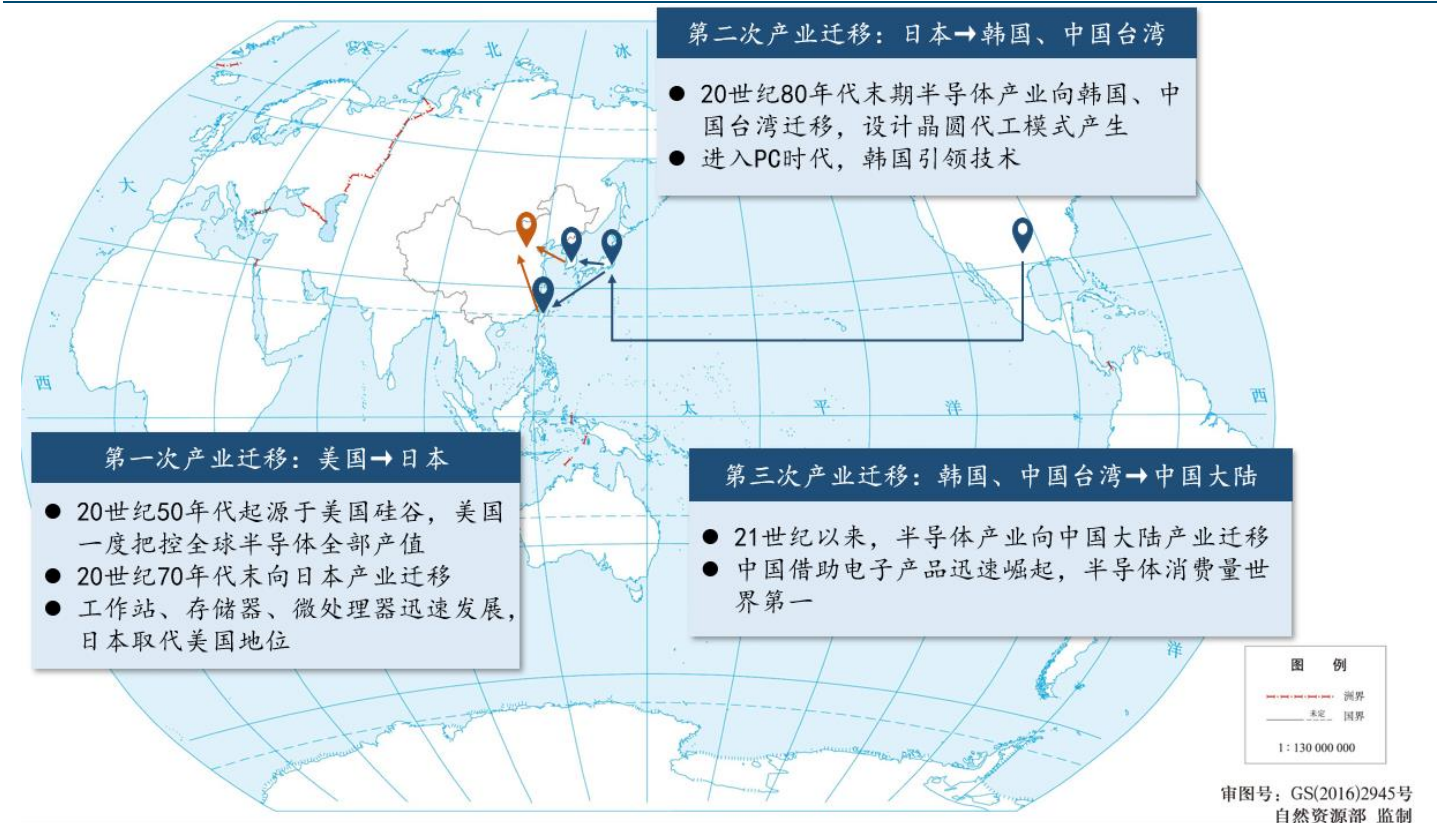 第二次产业迁移：日本→韩国、中国台湾
● 20世纪80年代末期半导体产业向韩国、中
国台湾迁移，设计晶圆代工模式产生
● 进入PC时代，韩国引领技术
北
冰
大
西
太
平
洋
西
洋
第一次产业迁移：美国→日本
● 20世纪50年代起源于美国硅谷，美国
一度把控全球半导体全部产值
● 20世纪70年代末向日本产业迁移
● 工作站、存储器、微处理器迅速发展，
日本取代美国地位
第三次产业迁移：韩国、中国台湾→中国大陆
● 21世纪以来，半导体产业向中国大陆产业迁移
● 中国借助电子产品迅速崛起，半导体消费量世
界第一
图 例
洲界
未定 国界
1：130 000 000
审图号：GS(2016)2945号
自然资源部 监制